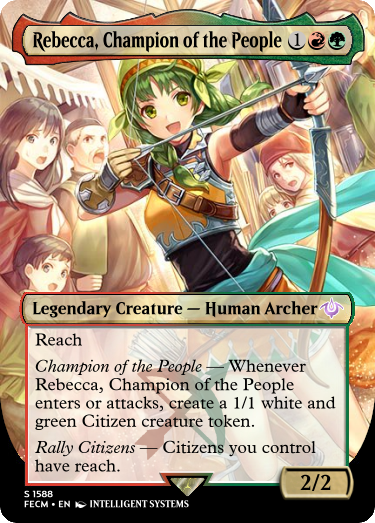 Rebecca, Champion of the People 1
Legendary Creature — Human Archer
Reach
Champion of the People — Whenever
Rebecca, Champion of the People
enters or attacks, create a 1/1 white and
green Citizen creature token.
Rally Citizens — Citizens you control
have reach.
2/2
S 1588
FECM • EN INTELLIGENT SYSTEMS